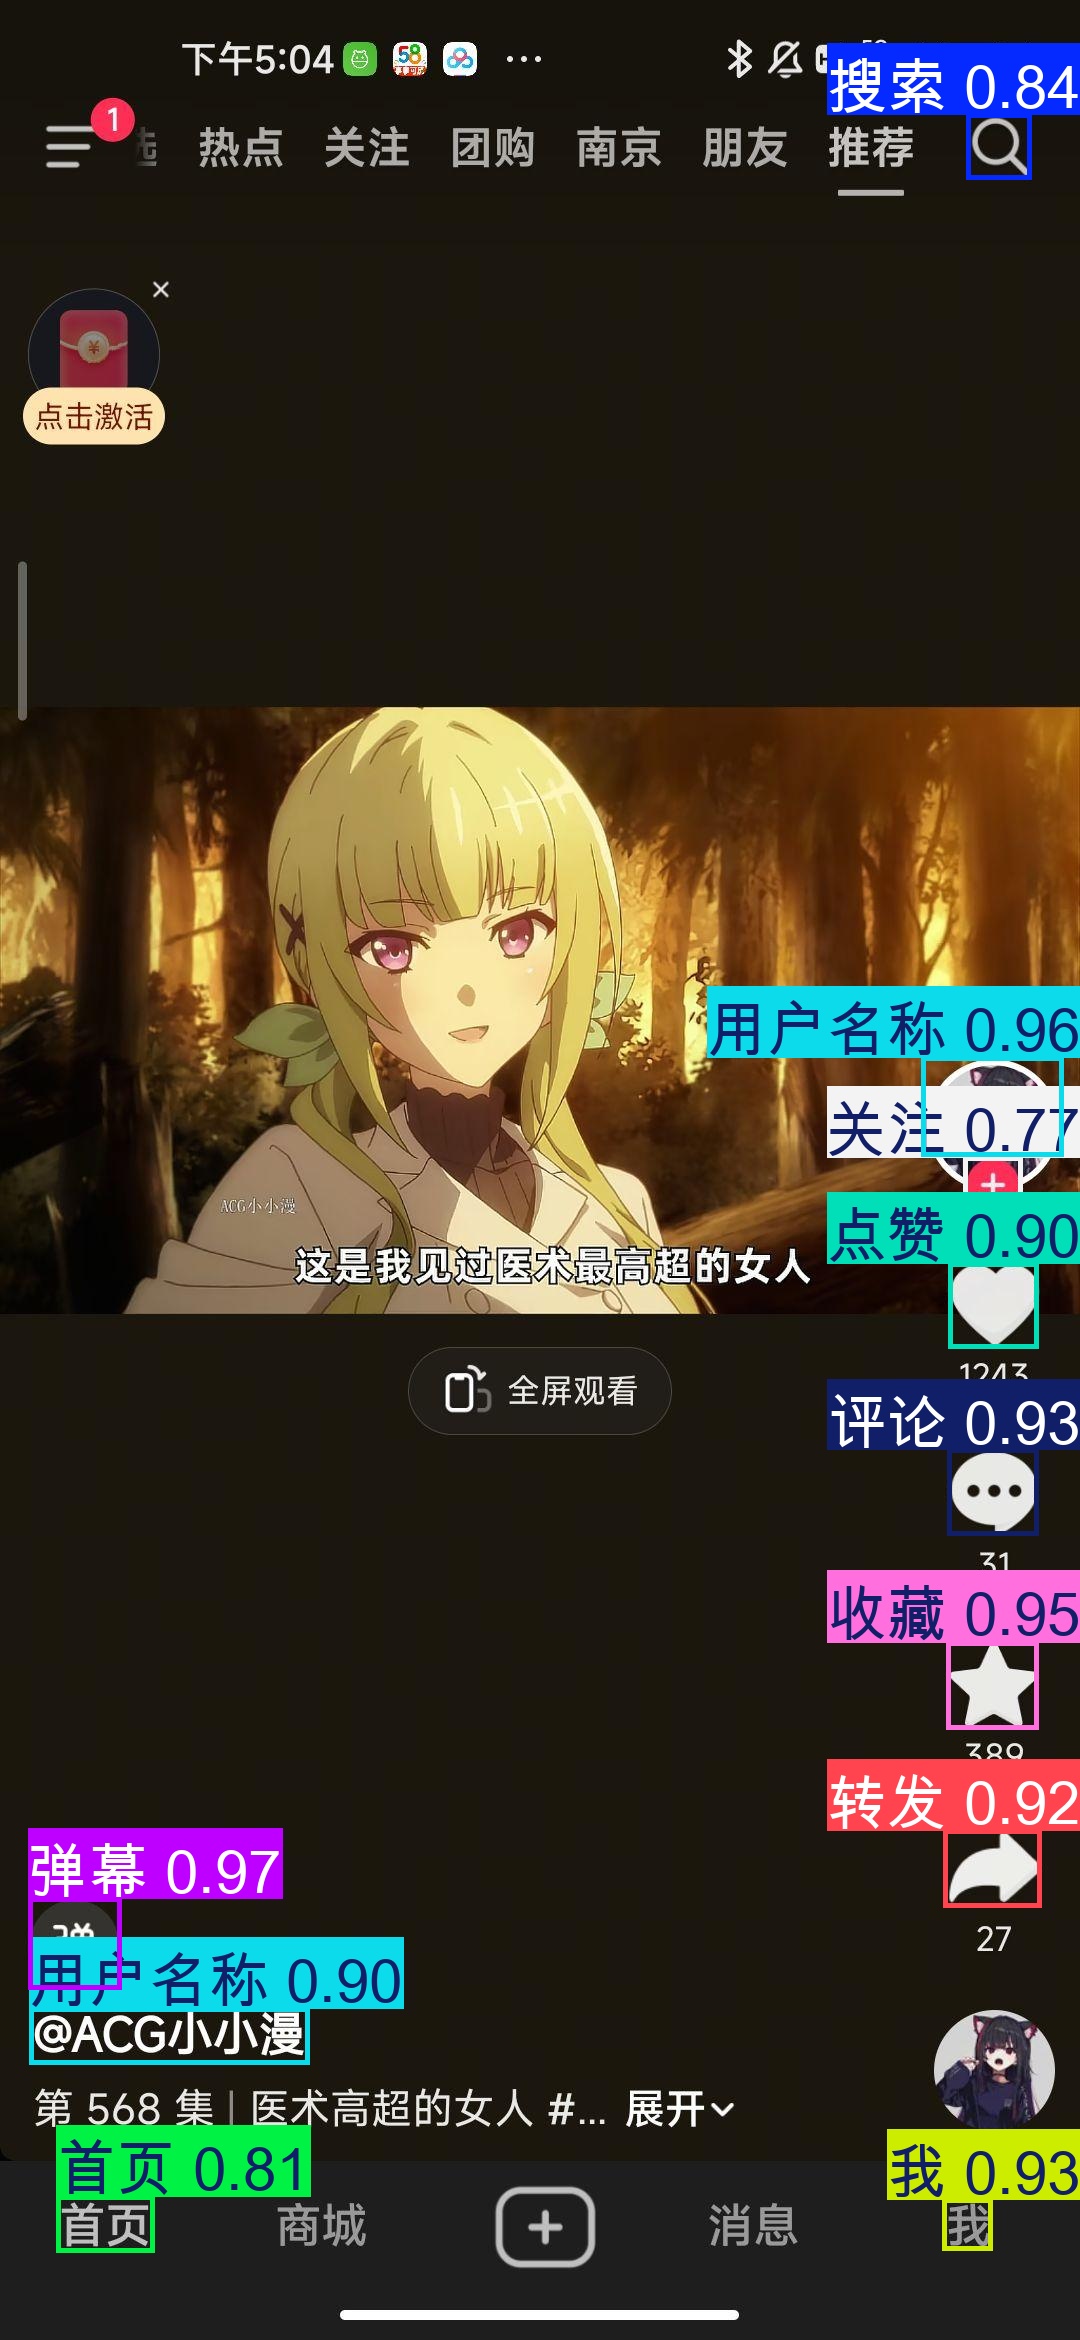 下午5:04
58
搜索 0.84
1
热点 关注 团购 南京 朋友 推荐
点击激活
用户名称 0.96
关注 0.77
ACG小小漫
点赞 0.90
这是我见过医术最高超的女人
1243
全屏观看
评论 0.93
31
收藏 0.95
389
转发 0.92
弹幕 0.97
27
用户名称 0.90
@ACG小小漫
第 568 集 | 医术高超的女人 #... 展开
首页 0.81
我 0.93
首页 商城 消息 我